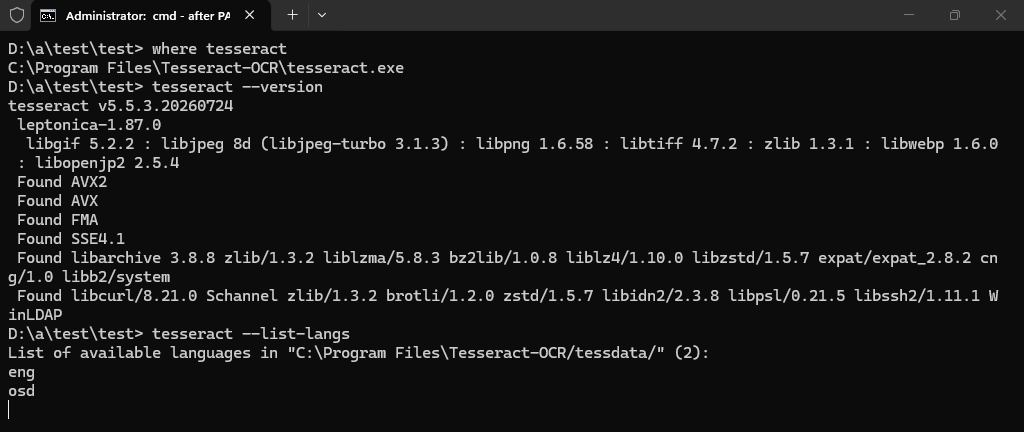 Administrator: cmd - after PA
D:\a\test\test> where tesseract
C:\Program Files\Tesseract-OCR\tesseract.exe
D:\a\test\test> tesseract --version
tesseract v5.5.3.20260724
 leptonica-1.87.0
  libgif 5.2.2 : libjpeg 8d (libjpeg-turbo 3.1.3) : libpng 1.6.58 : libtiff 4.7.2 : zlib 1.3.1 : libwebp 1.6.0
 : libopenjp2 2.5.4
 Found AVX2
 Found AVX
 Found FMA
 Found SSE4.1
 Found libarchive 3.8.8 zlib/1.3.2 liblzma/5.8.3 bz2lib/1.0.8 liblz4/1.10.0 libzstd/1.5.7 expat/expat_2.8.2 cn
g/1.0 libb2/system
 Found libcurl/8.21.0 Schannel zlib/1.3.2 brotli/1.2.0 zstd/1.5.7 libidn2/2.3.8 libpsl/0.21.5 libssh2/1.11.1 W
inLDAP
D:\a\test\test> tesseract --list-langs
List of available languages in "C:\Program Files\Tesseract-OCR/tessdata/" (2):
eng
osd